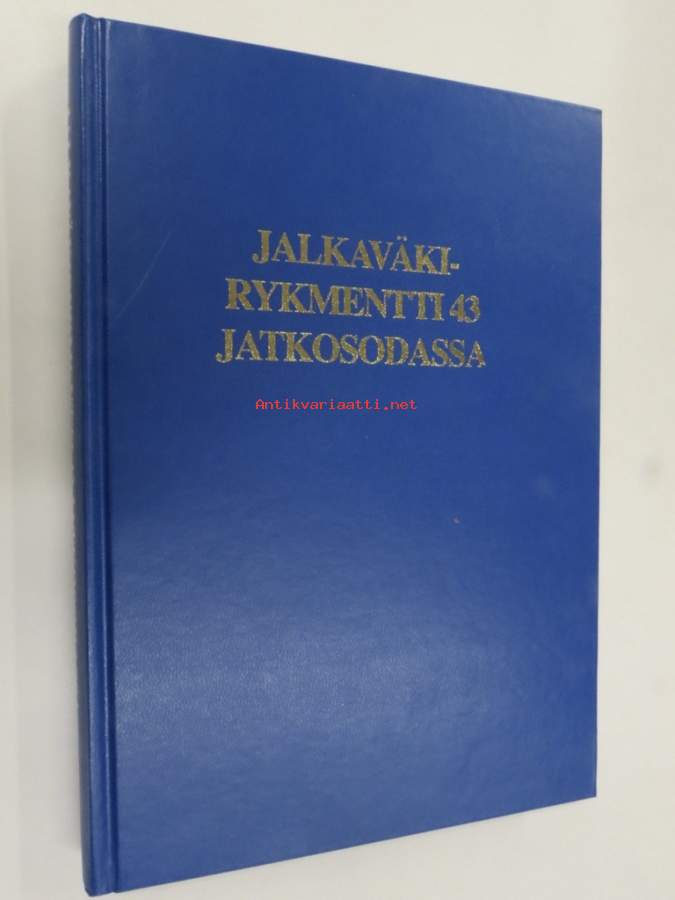 JALKAVÄKI-
RYKMENTTI 43
JATKOSODASSA
Antikvariaatti.net